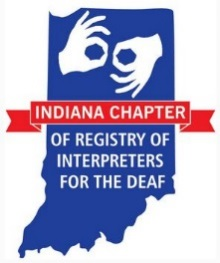 INDIANA CHAPTER
OF REGISTRY OF
INTERPRETERS
FOR THE DEAF